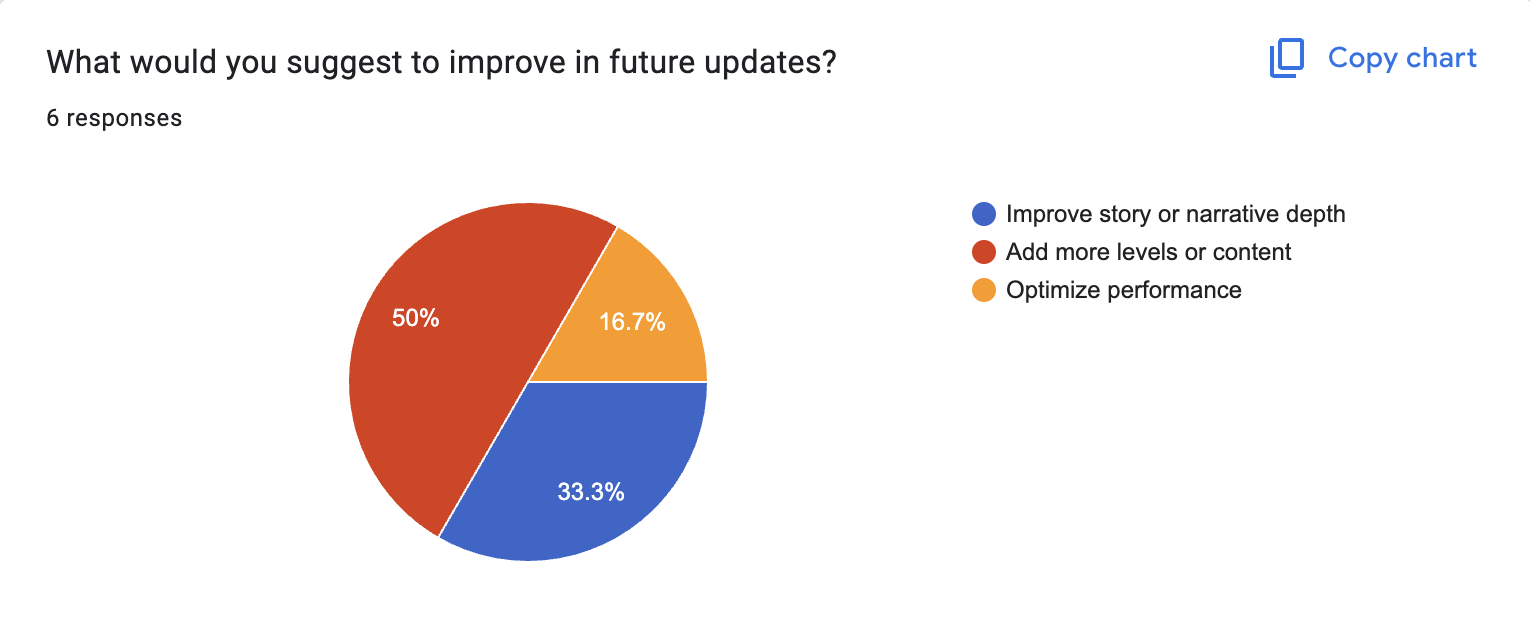 What would you suggest to improve in future updates?
Copy chart
6 responses
Improve story or narrative depth
Add more levels or content
Optimize performance
50%
16.7%
33.3%